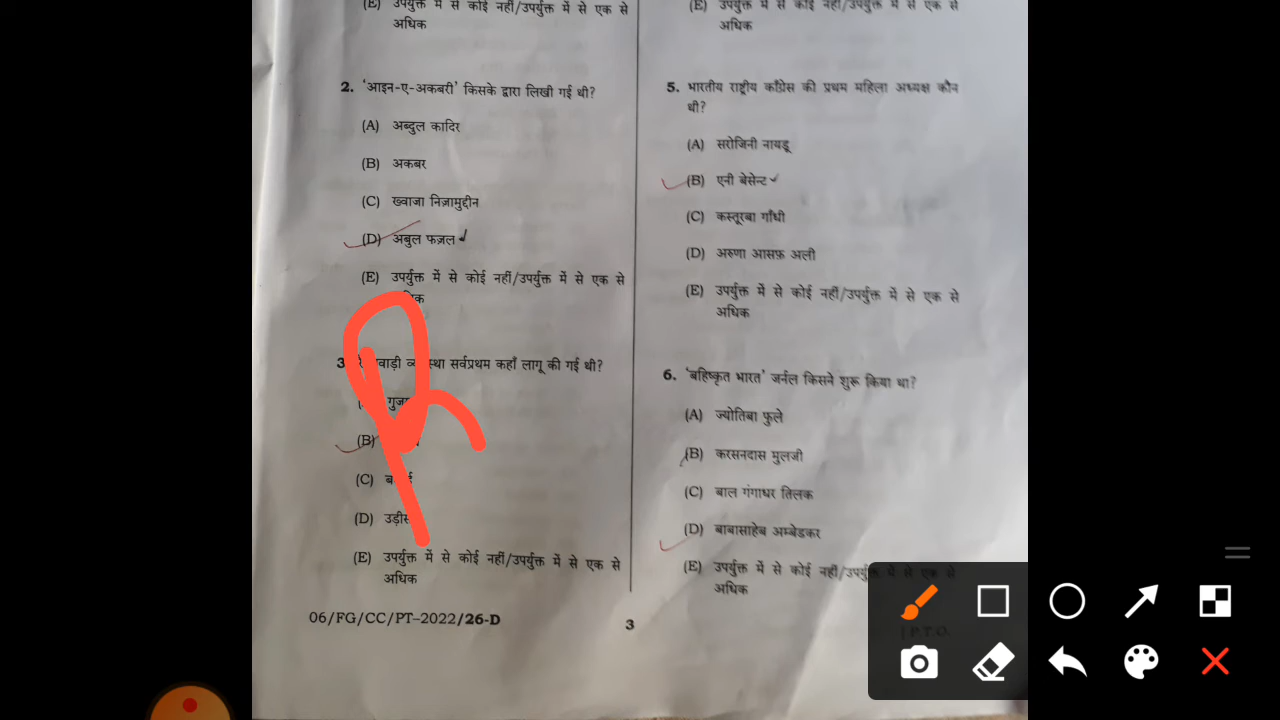 (E) उपर्युक्त में से कोई नहीं/उपर्युक्त में से एक से
अधिक
2. 'आइन-ए-अकबरी' किसके द्वारा लिखी गई थी?
(A) अब्दुल कादिर
(B) अकबर
(C) ख्वाजा निज़ामुद्दीन
(D) अबुल फज़ल
(E) उपर्युक्त में से कोई नहीं/उपर्युक्त में से एक से
सर्वप्रथम कहाँ लागू की गई थी?
(B)
(C)
(D)
(E) उपर्युक्त में से कोई नहीं/उपर्युक्त में से एक से
अधिक
(E) उपर्युक्त में से कोई नहीं/उपर्युक्त में से एक से
अधिक
5. भारतीय राष्ट्रीय काँग्रेस की प्रथम महिला अध्यक्ष कौन
थी?
(A) सरोजिनी नायडू
(B) एनी बेसेन्ट
(C) कस्तूरबा गाँधी
(D) अरुणा आसफ़ अली
(E) उपर्युक्त में से कोई नहीं/उपर्युक्त में से एक से
अधिक
6. 'बहिष्कृत भारत' जर्नल किसने शुरू किया था?
(A) ज्योतिबा फुले
(B) करसनदास मुलजी
(C) बाल गंगाधर तिलक
(D) बाबासाहेब अम्बेडकर
(E) उपर्युक्त में से कोई नहीं/उपर्युक्त में से एक से
अधिक
06/FG/CC/PT-2022/26-D
3
P.T.O.